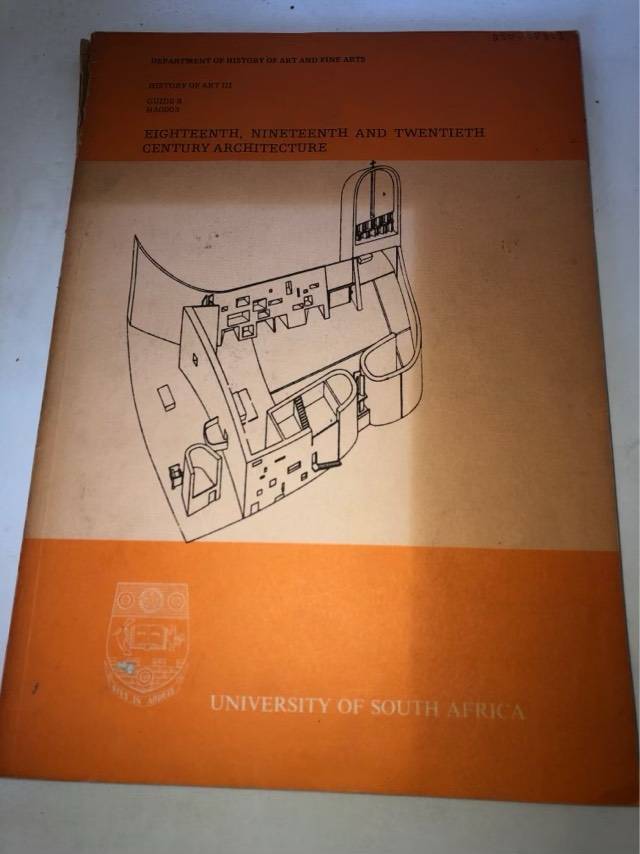 DEPARTMENT OF HISTORY OF ART AND FINE ARTS
HISTORY OF ART III
EIGHTEENTH, NINETEENTH AND TWENTIETH
CENTURY ARCHITECTURE
UNIVERSITY OF SOUTH AFRICA